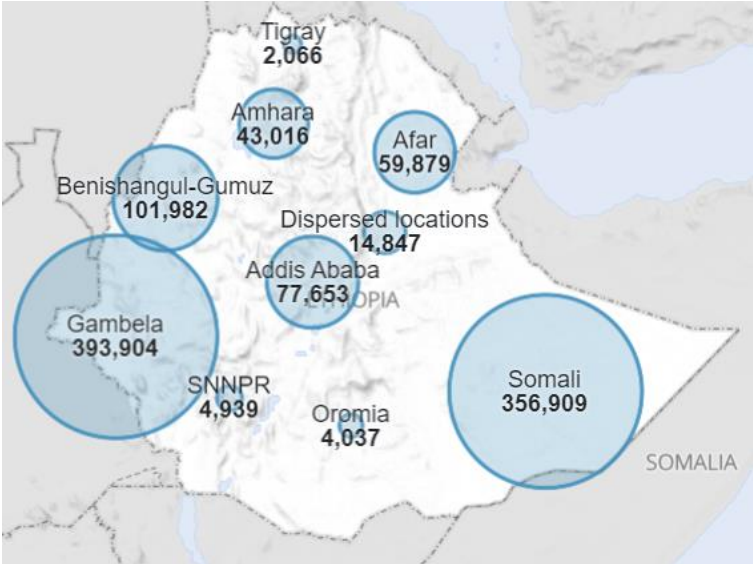 Tigray
2,066
Amhara
43,016
Afar
59,879
Benishangul-Gumuz
101,982
Dispersed locations
14,847
Addis Ababa
77,653
ETHIOPIA
Gambela
393,904
Somali
356,909
SNNPR
4,939
Oromia
4,037
SOMALIA